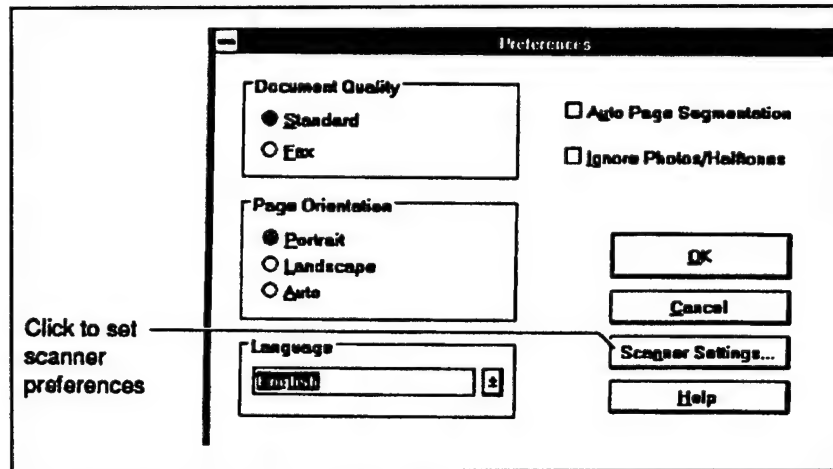 Preferences
Document Quality
Standard
Fax
Auto Page Segmentation
Ignore Photos/Halftones
Page Orientation
Portrait
Landscape
Auto
OK
Cancel
Scanner Settings...
Help
Language
English
Click to set
scanner
preferences